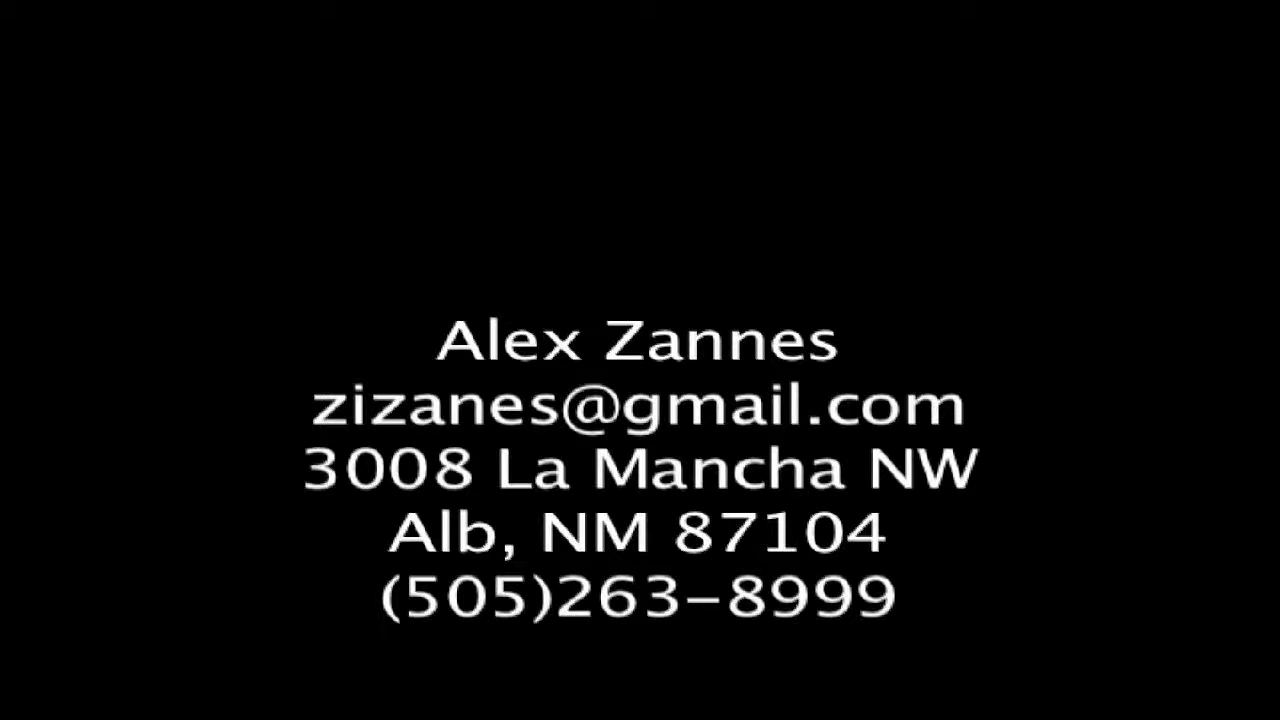 Alex Zannes
zizanes@gmail.com
3008 La Mancha NW
Alb, NM 87104
(505)263-8999